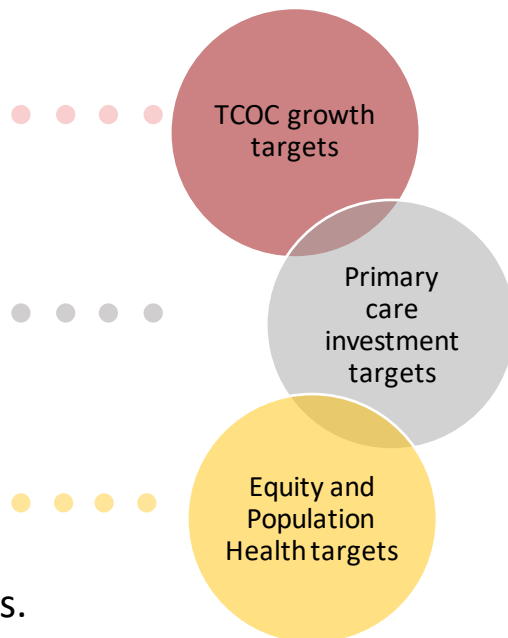 TCOC growth
targets
Primary
care
investment
targets
Equity and
Population
Health targets
s.